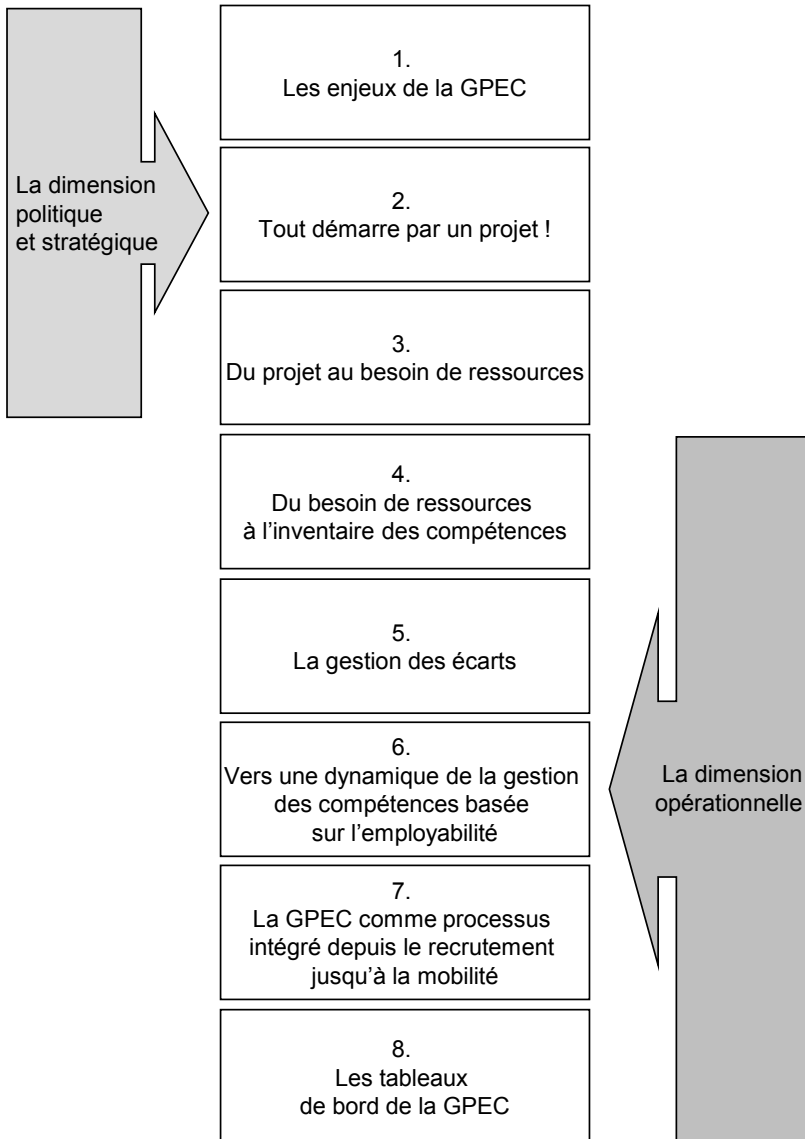 La dimension
politique
et stratégique
1.
Les enjeux de la GPEC
2.
Tout démarre par un projet !
3.
Du projet au besoin de ressources
4.
Du besoin de ressources
à l’inventaire des compétences
5.
La gestion des écarts
6.
Vers une dynamique de la gestion
des compétences basée
sur l’employabilité
7.
La GPEC comme processus
intégré depuis le recrutement
jusqu’à la mobilité
8.
Les tableaux
de bord de la GPEC
La dimension
opérationnelle